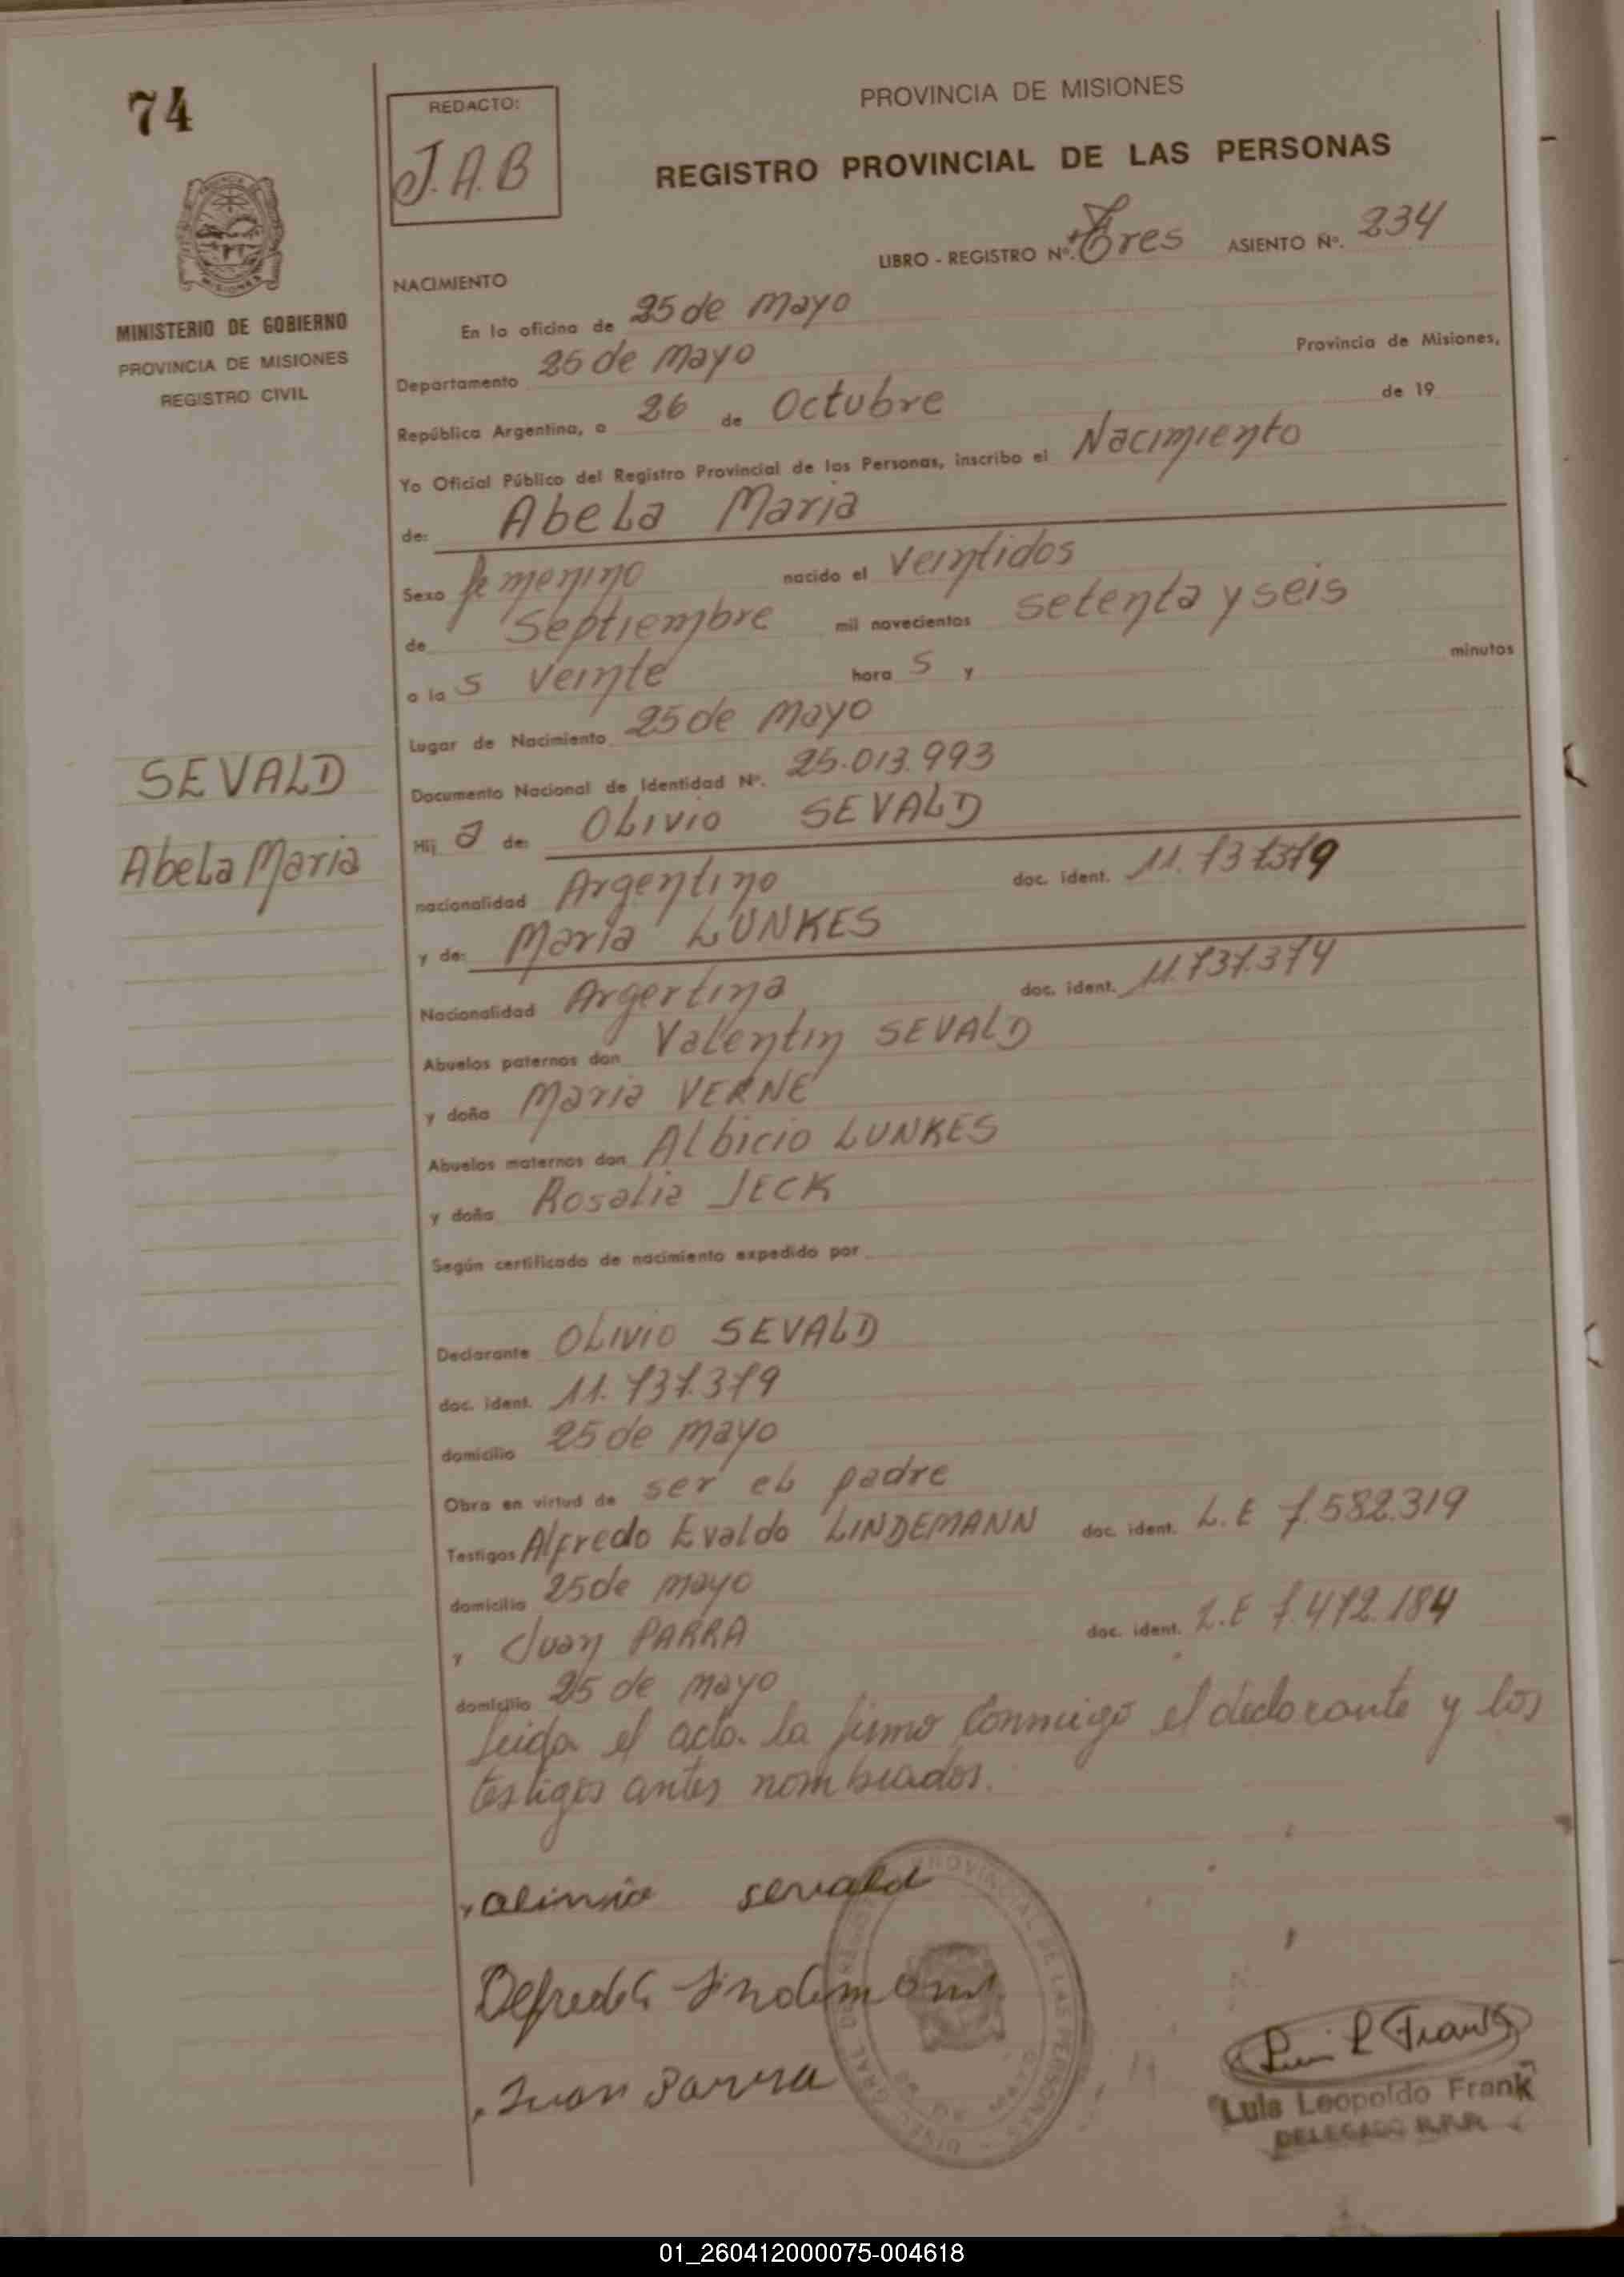 74
REDACTO:
J.A.B
PROVINCIA DE MISIONES
REGISTRO PROVINCIAL DE LAS PERSONAS
LIBRO - REGISTRO Nº. Tres ASIENTO Nº. 234
MINISTERIO DE GOBIERNO
PROVINCIA DE MISIONES
REGISTRO CIVIL
NACIMIENTO
En la oficina de 25 de Mayo
Departamento 25 de Mayo Provincia de Misiones,
República Argentina, a 26 de Octubre de 19
Yo Oficial Público del Registro Provincial de las Personas, inscribo el Nacimiento
de: Abela Maria
Sexo femenino nacido el Veintidos
de Septiembre mil novecientos setenta y seis
a la s Veinte hora s y minutos
Lugar de Nacimiento 25 de Mayo
Documento Nacional de Identidad Nº. 25.013.993
SEVALD
Abela Maria
Hij a de: OLIVIO SEVALD
nacionalidad Argentino doc. ident. 11.737.379
y de: Maria LUNKES
Nacionalidad Argertina doc. ident. 11.737.374
Abuelos paternos don Valentin SEVALD
y doña Maria VERNE
Abuelos maternos don Albicio LUNKES
y doña Rosalia JECK
Según certificado de nacimiento expedido por
Declarante OLIVIO SEVALD
doc. ident. 11.737.379
domicilio 25 de Mayo
Obra en virtud de ser el padre
Testigos Alfredo Evaldo LINDEMANN doc. ident. L.E 7.582.319
domicilio 25 de Mayo
y Juan PARRA doc. ident. L.E 7.472.184
domicilio 25 de Mayo
Leida el acta la firma conmigo el declarante y los
testigos antes nombrados.
olivio sevald
PROVINCIAL DE LAS PERSONAS
Juan Parra
Luis L Frank
Luis Leopoldo Frank
DELEGADO R.P.P.
01_260412000075-004618